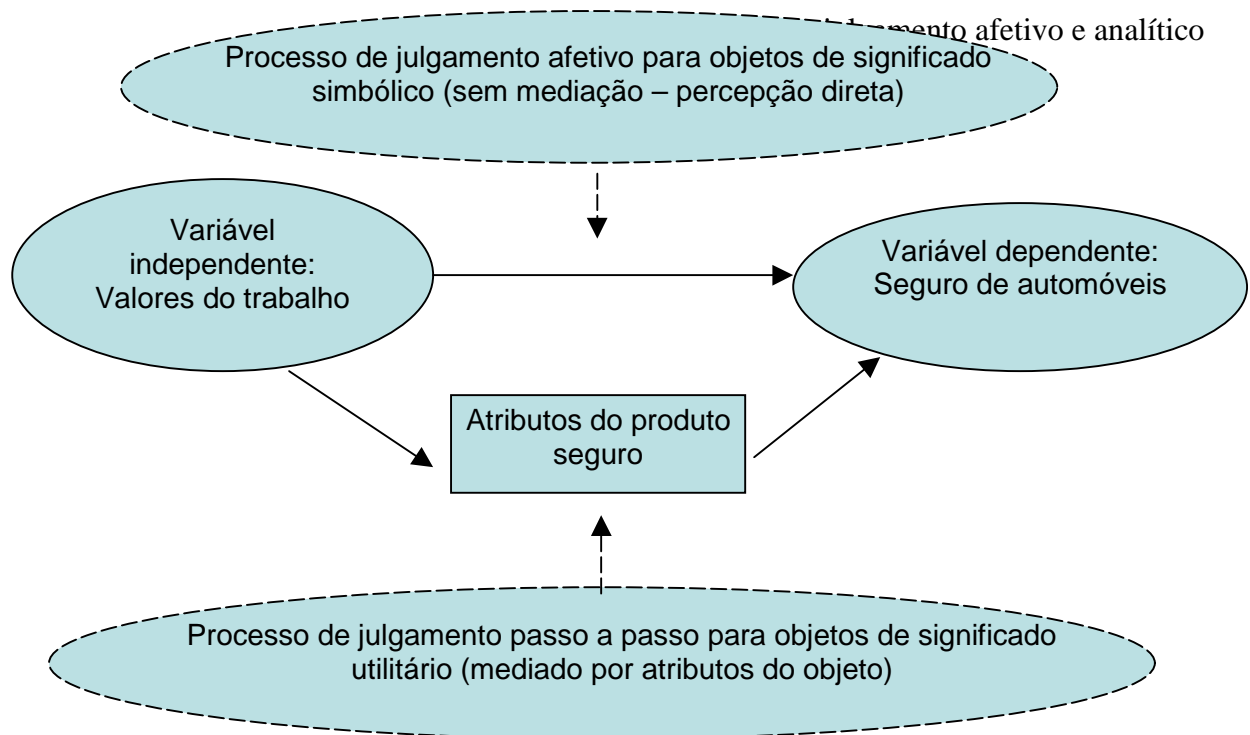 afetivo e analítico
Processo de julgamento afetivo para objetos de significado
simbólico (sem mediação – percepção direta)
Variável
independente:
Valores do trabalho
Variável dependente:
Seguro de automóveis
Atributos do produto
seguro
Processo de julgamento passo a passo para objetos de significado
utilitário (mediado por atributos do objeto)